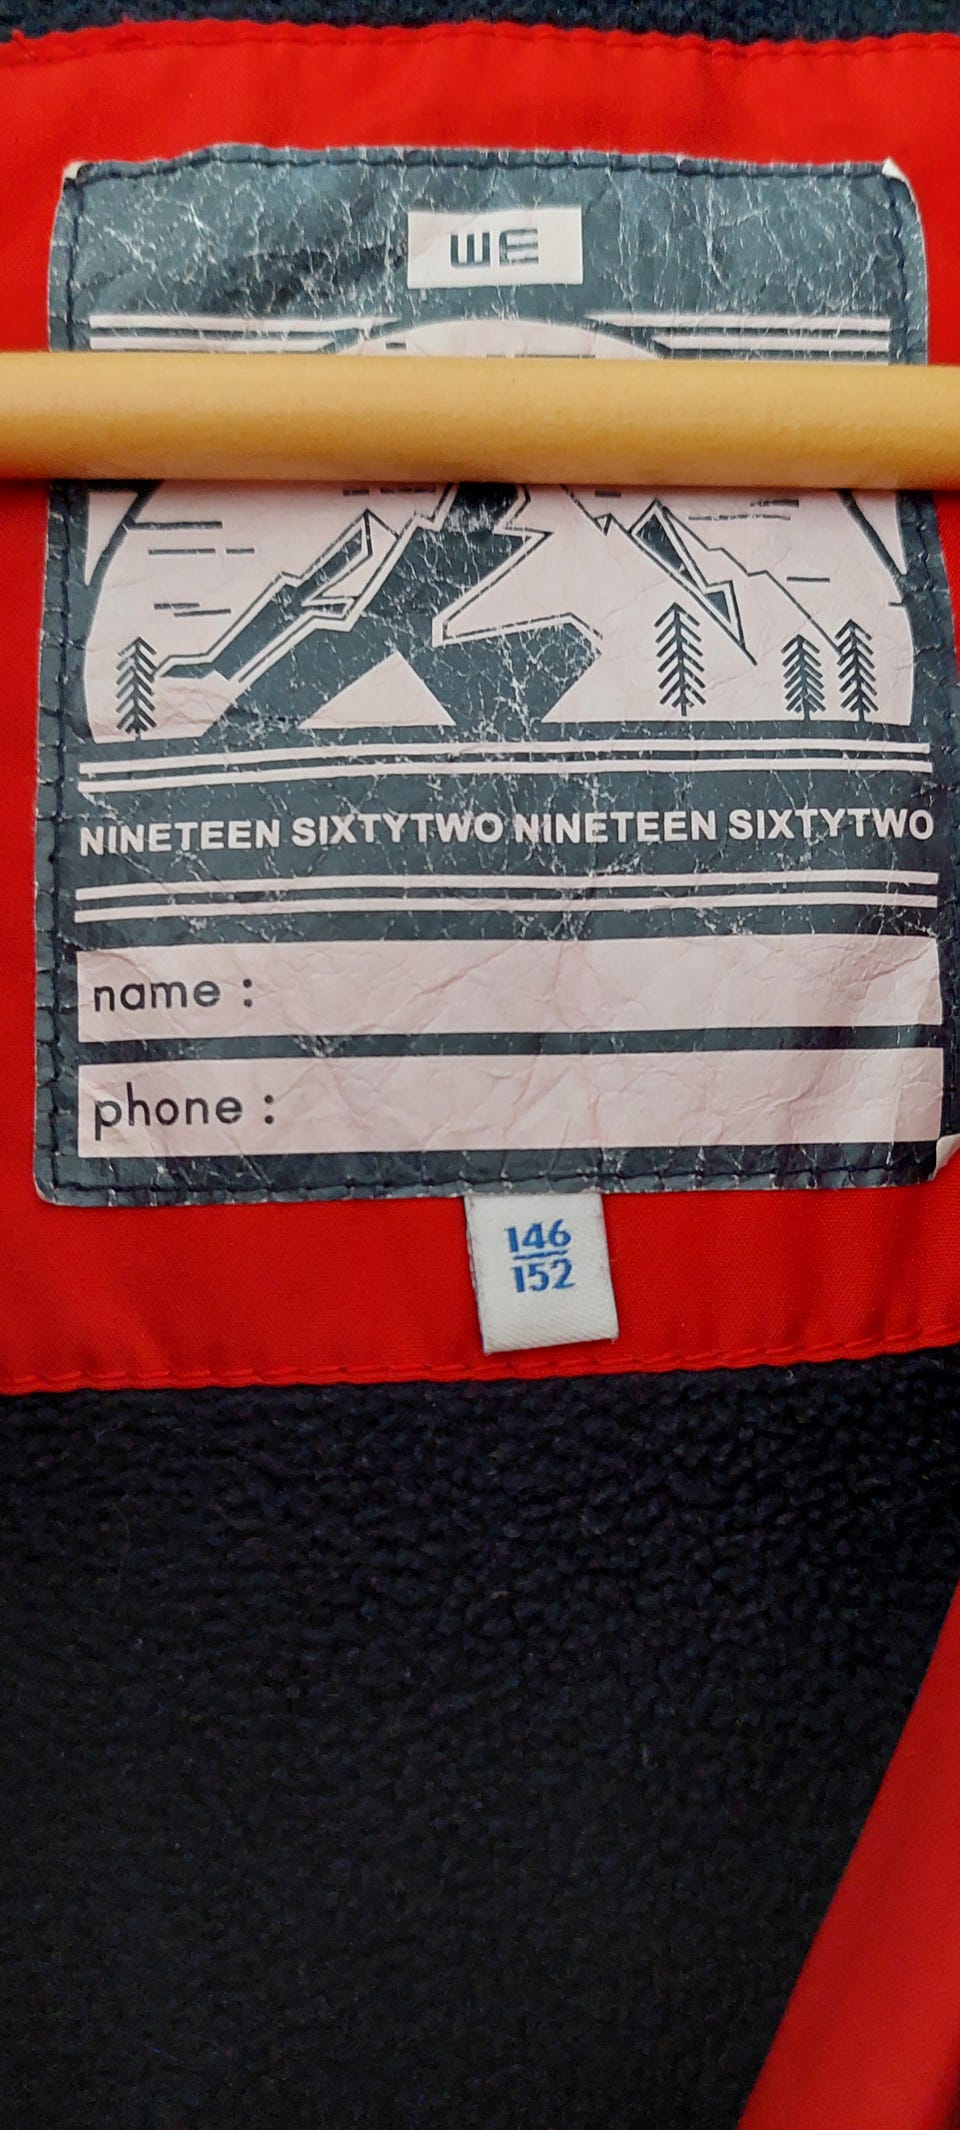 WE
NINETEEN SIXTYTWO NINETEEN SIXTYTWO
name :
phone :
146
152